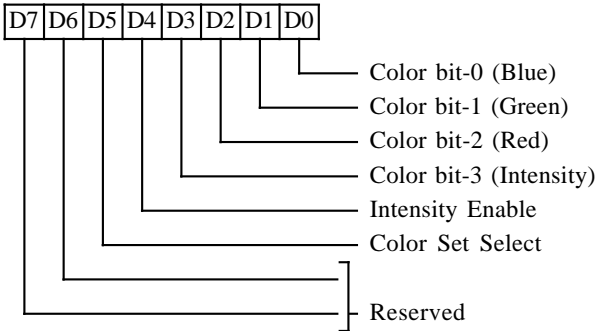 D7 D6 D5 D4 D3 D2 D1 D0
Color bit-0 (Blue)
Color bit-1 (Green)
Color bit-2 (Red)
Color bit-3 (Intensity)
Intensity Enable
Color Set Select
Reserved